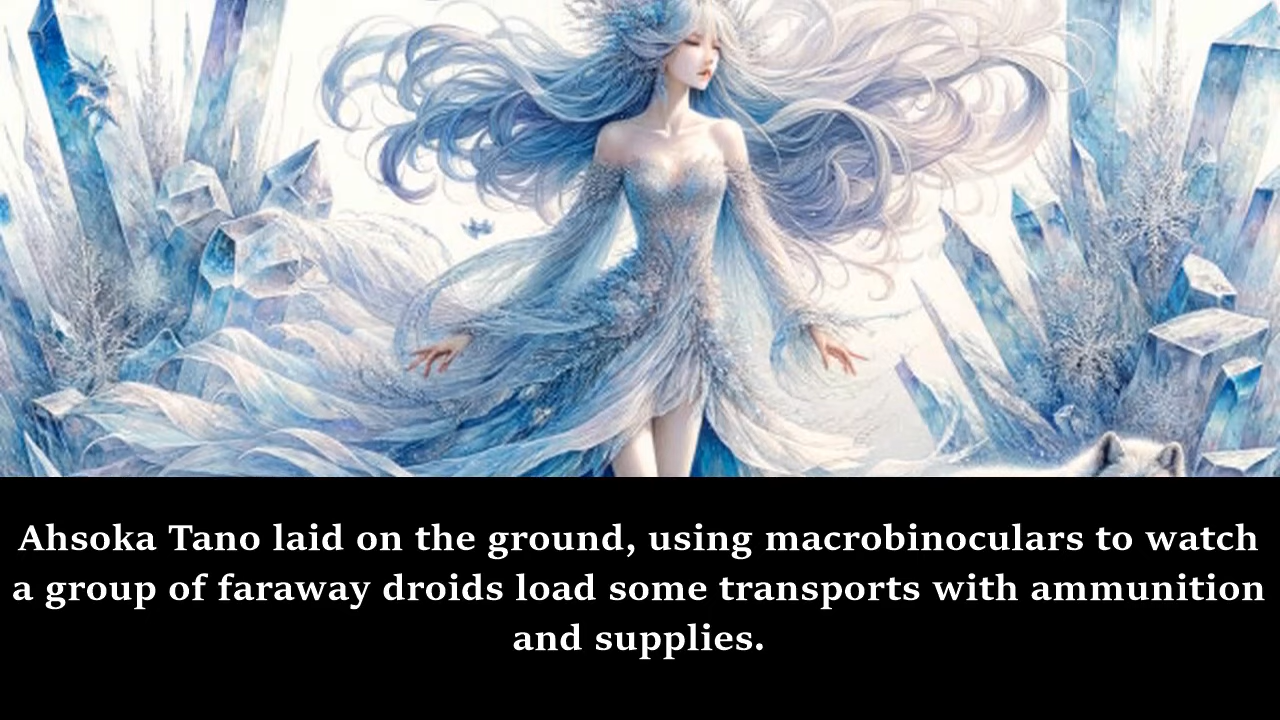 Ahsoka Tano laid on the ground, using macrobinoculars to watch
a group of faraway droids load some transports with ammunition
and supplies.